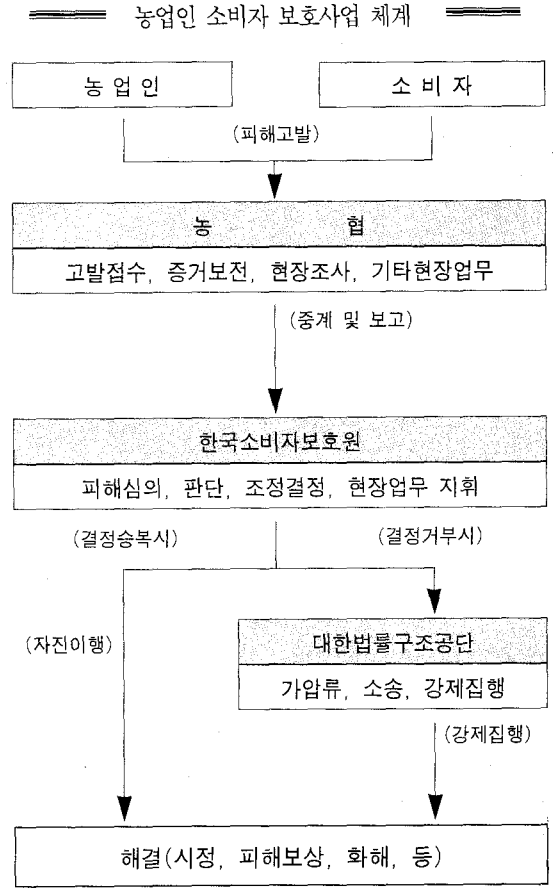 농업인 소비자 보호사업 체계
농 업 인
소 비 자
(피해고발)
농 협
고발접수, 증거보전, 현장조사, 기타현장업무
(중계 및 보고)
한국소비자보호원
피해심의, 판단, 조정결정, 현장업무 지휘
(결정승복시)
(결정거부시)
(자진이행)
대한법률구조공단
가압류, 소송, 강제집행
(강제집행)
해결(시정, 피해보상, 화해, 등)